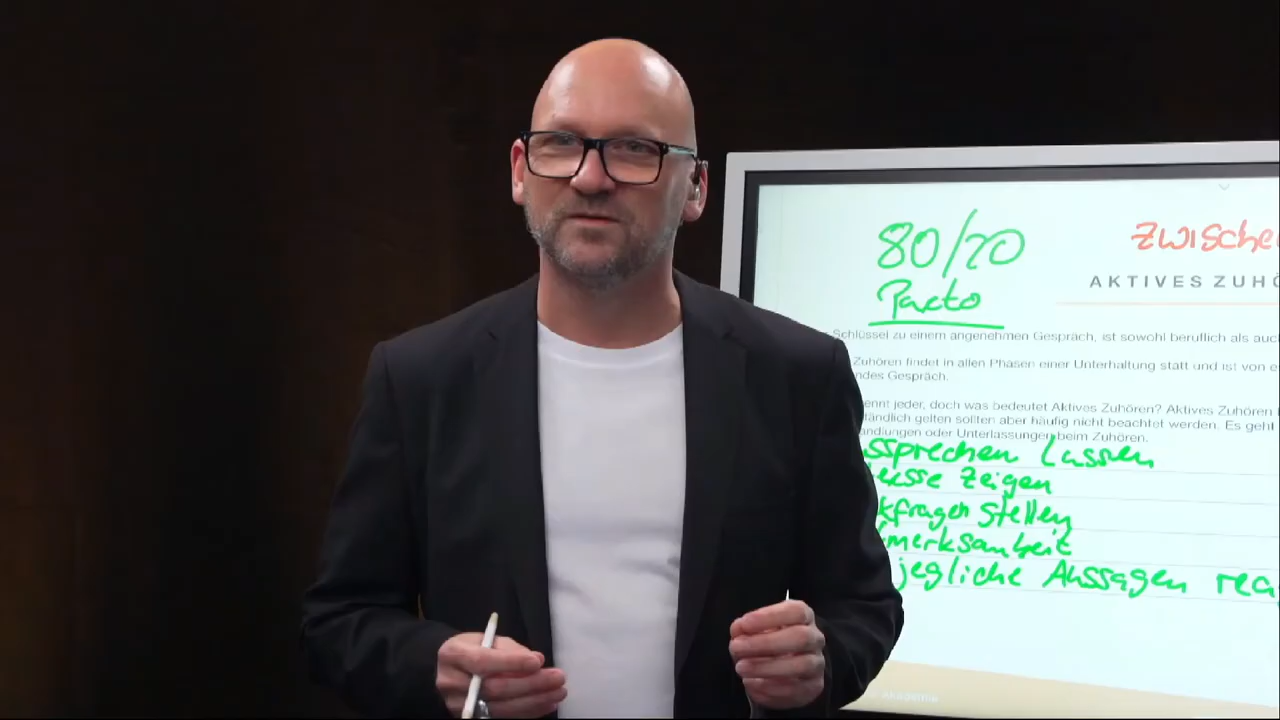 80/20
Pareto
zwische
AKTIVES ZUHÖ
Schlüssel zu einem angenehmen Gespräch, ist sowohl beruflich als auch
Zuhören findet in allen Phasen einer Unterhaltung statt und ist von e
ndes Gespräch.
ennt jeder, doch was bedeutet Aktives Zuhören? Aktives Zuhören
tändlich gelten sollten aber häufig nicht beachtet werden. Es geht
andlungen oder Unterlassungen beim Zuhören.
ssprechen lassen
zeigen
kfragen stellen
merksamkeit
jegliche Aussagen rea
Akademie